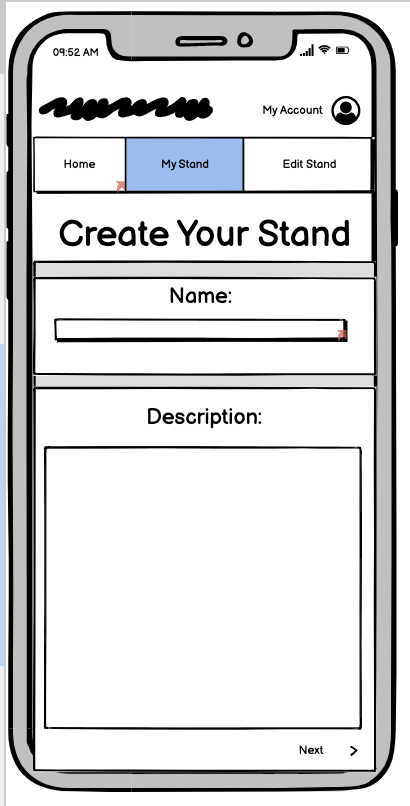 09:52 AM
My Account
Home My Stand Edit Stand
Create Your Stand
Name:
Description:
Next >